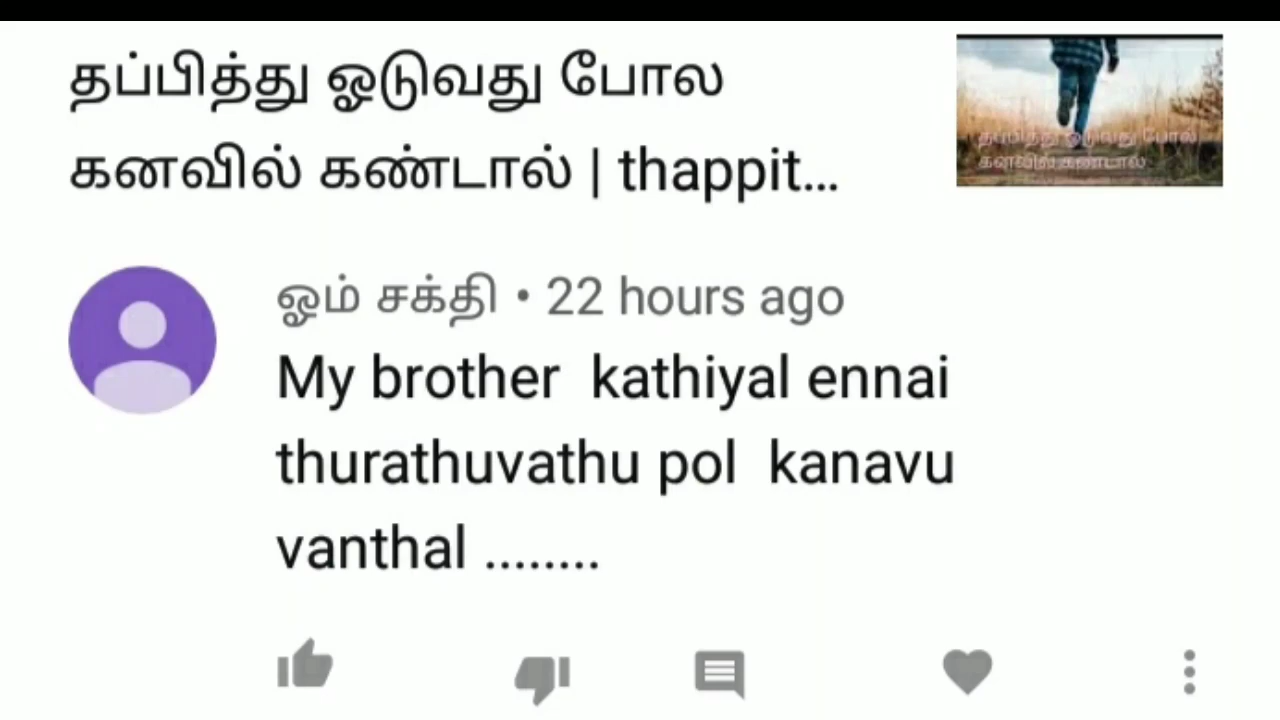 தப்பித்து ஓடுவது போல
கனவில் கண்டால் | thappit...
தப்பித்து ஓடுவது போல்
கனவில் கண்டால்
ஓம் சக்தி • 22 hours ago
My brother  kathiyal ennai
thurathuvathu pol  kanavu
vanthal ........